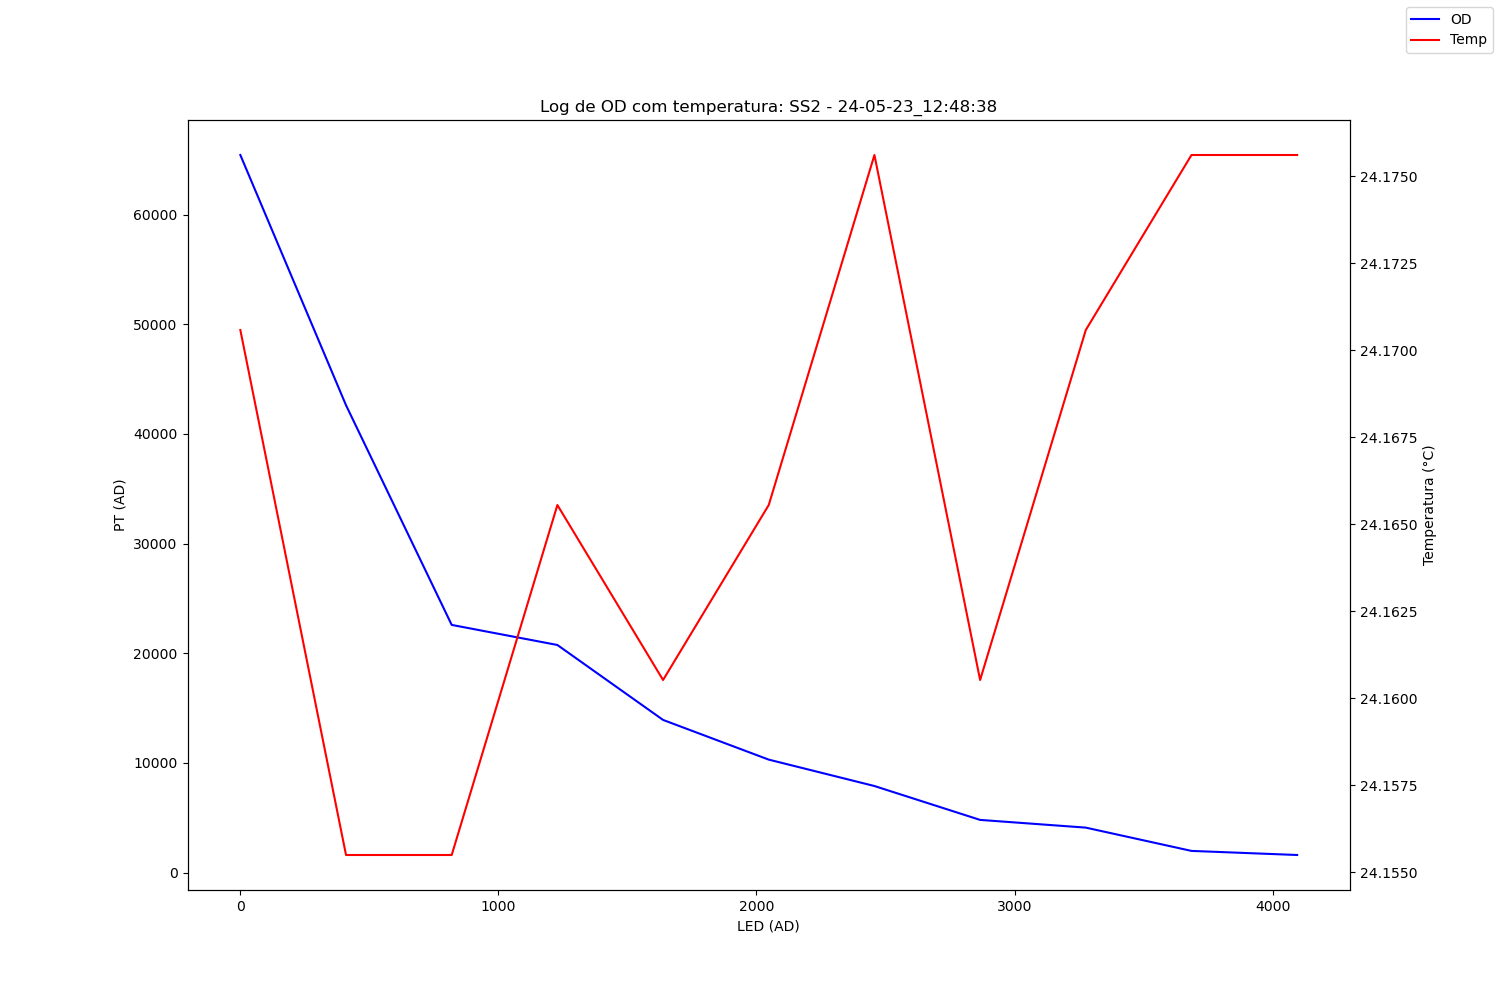 OD
Temp
Log de OD com temperatura: SS2 - 24-05-23_12:48:38
60000
50000
40000
30000
20000
10000
0
PT (AD)
24.1750
24.1725
24.1700
24.1675
24.1650
24.1625
24.1600
24.1575
24.1550
Temperatura (°C)
0 1000 2000 3000 4000
LED (AD)